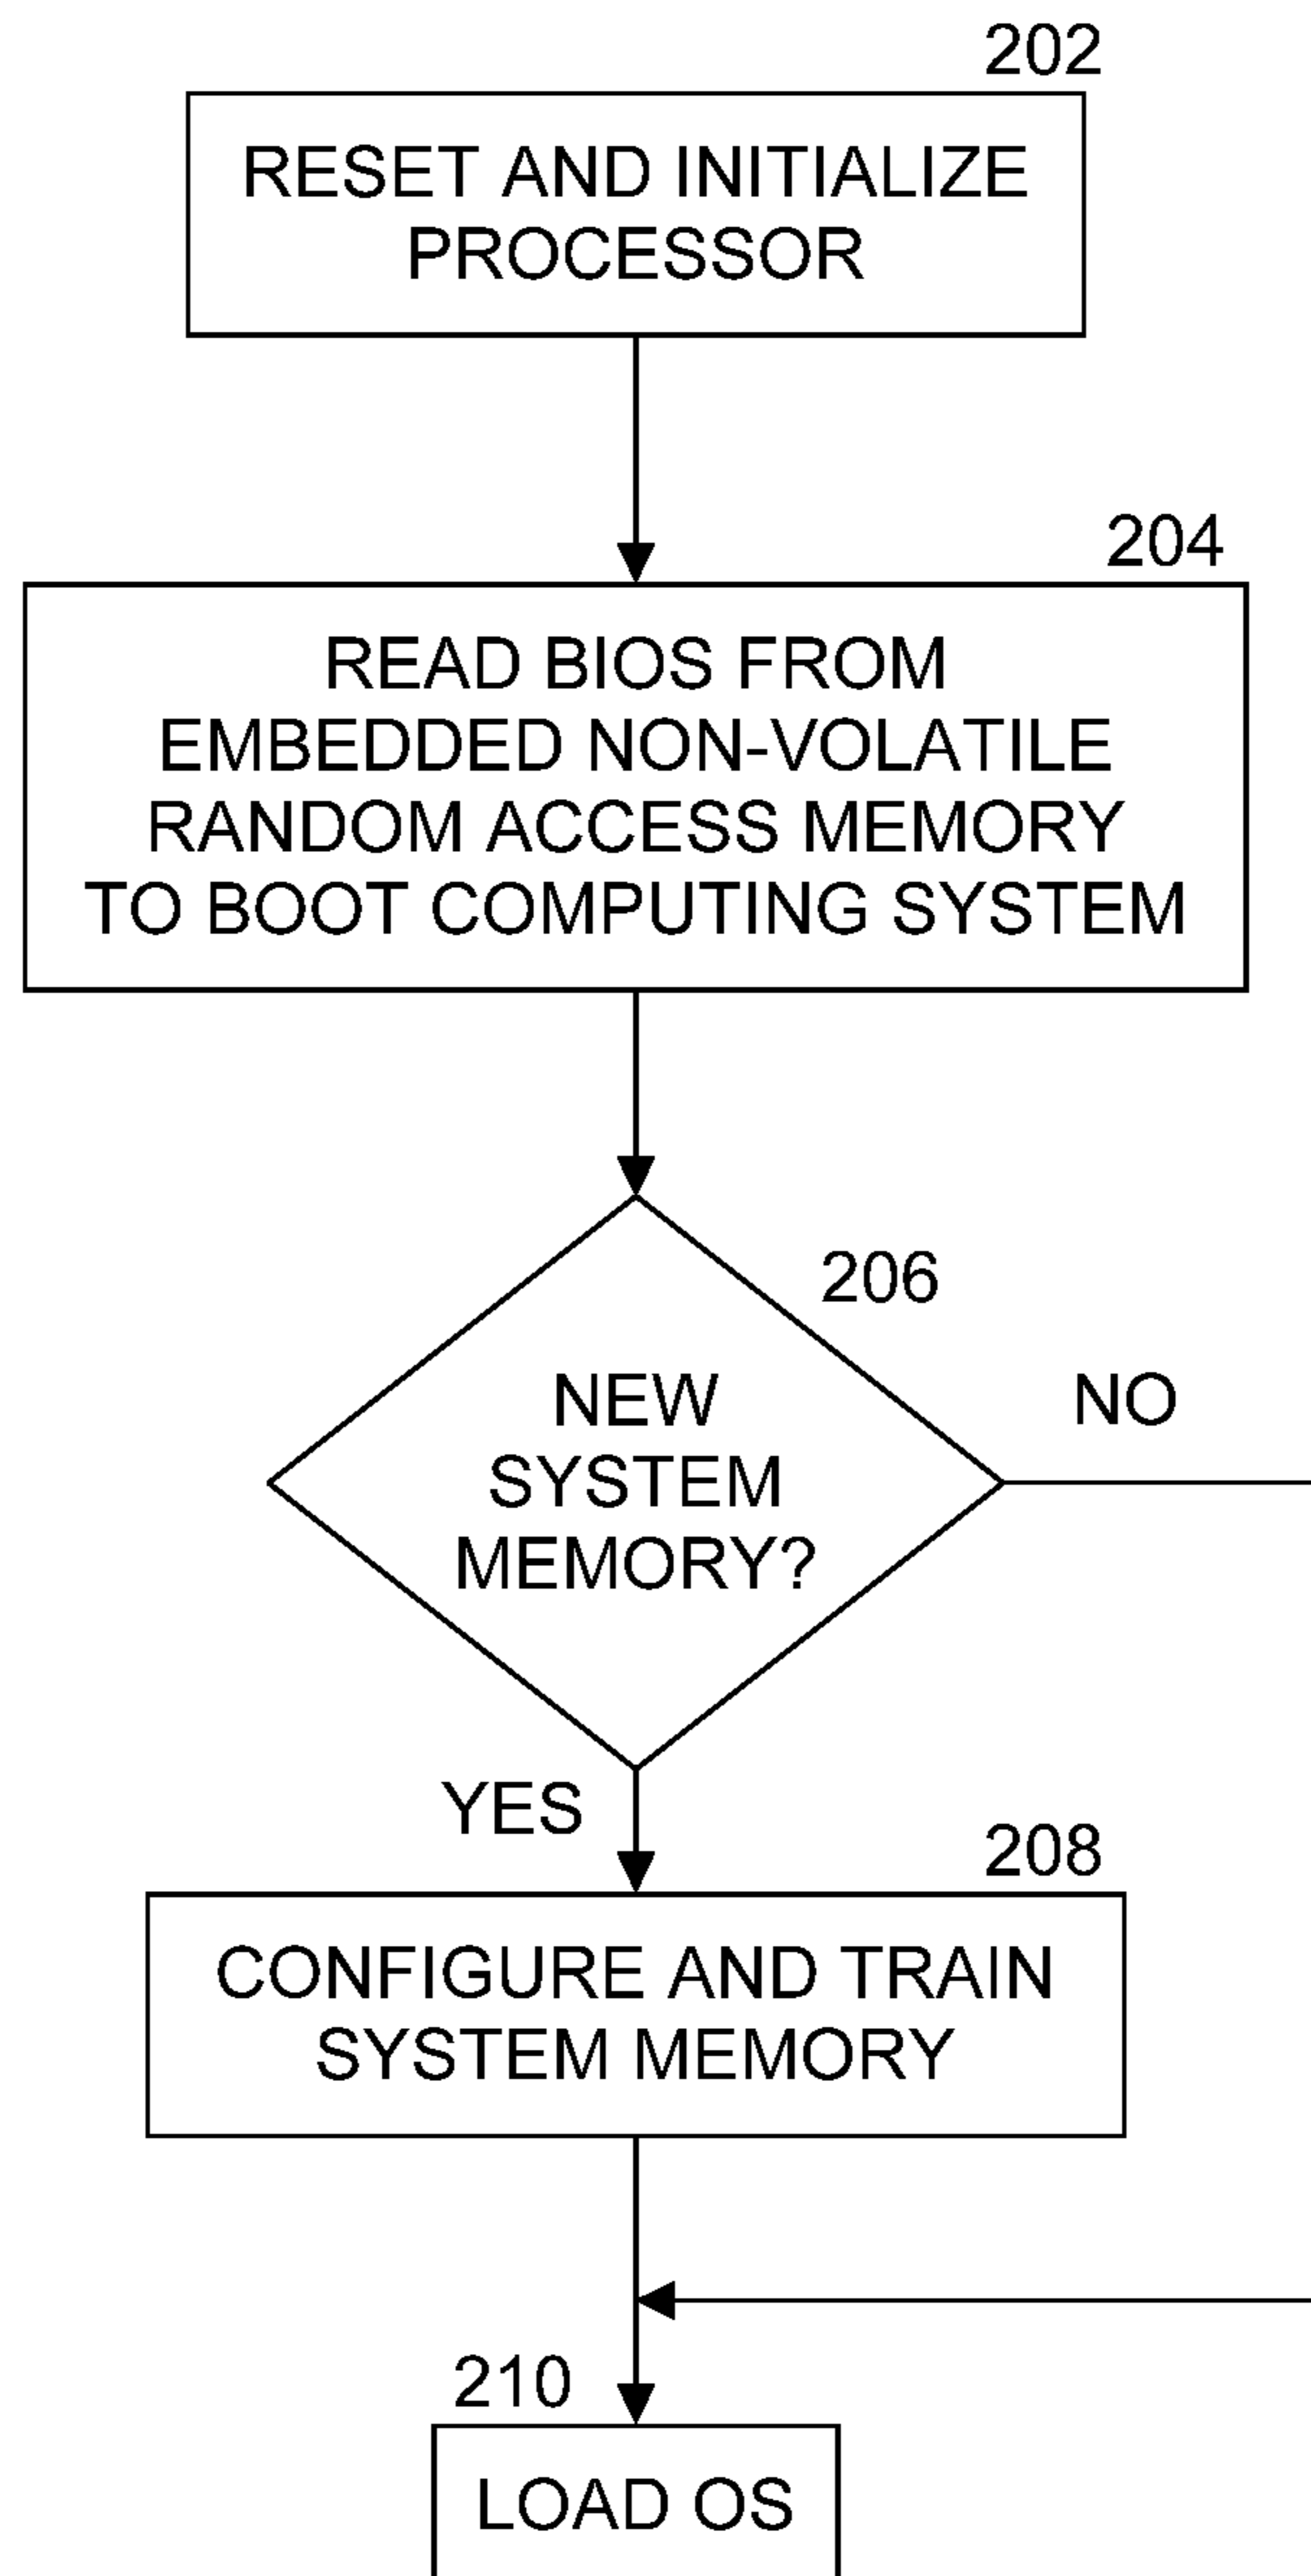 202
RESET AND INITIALIZE
PROCESSOR
204
READ BIOS FROM
EMBEDDED NON-VOLATILE
RANDOM ACCESS MEMORY
TO BOOT COMPUTING SYSTEM
206
NEW
SYSTEM
MEMORY?
NO
YES
208
CONFIGURE AND TRAIN
SYSTEM MEMORY
210
LOAD OS